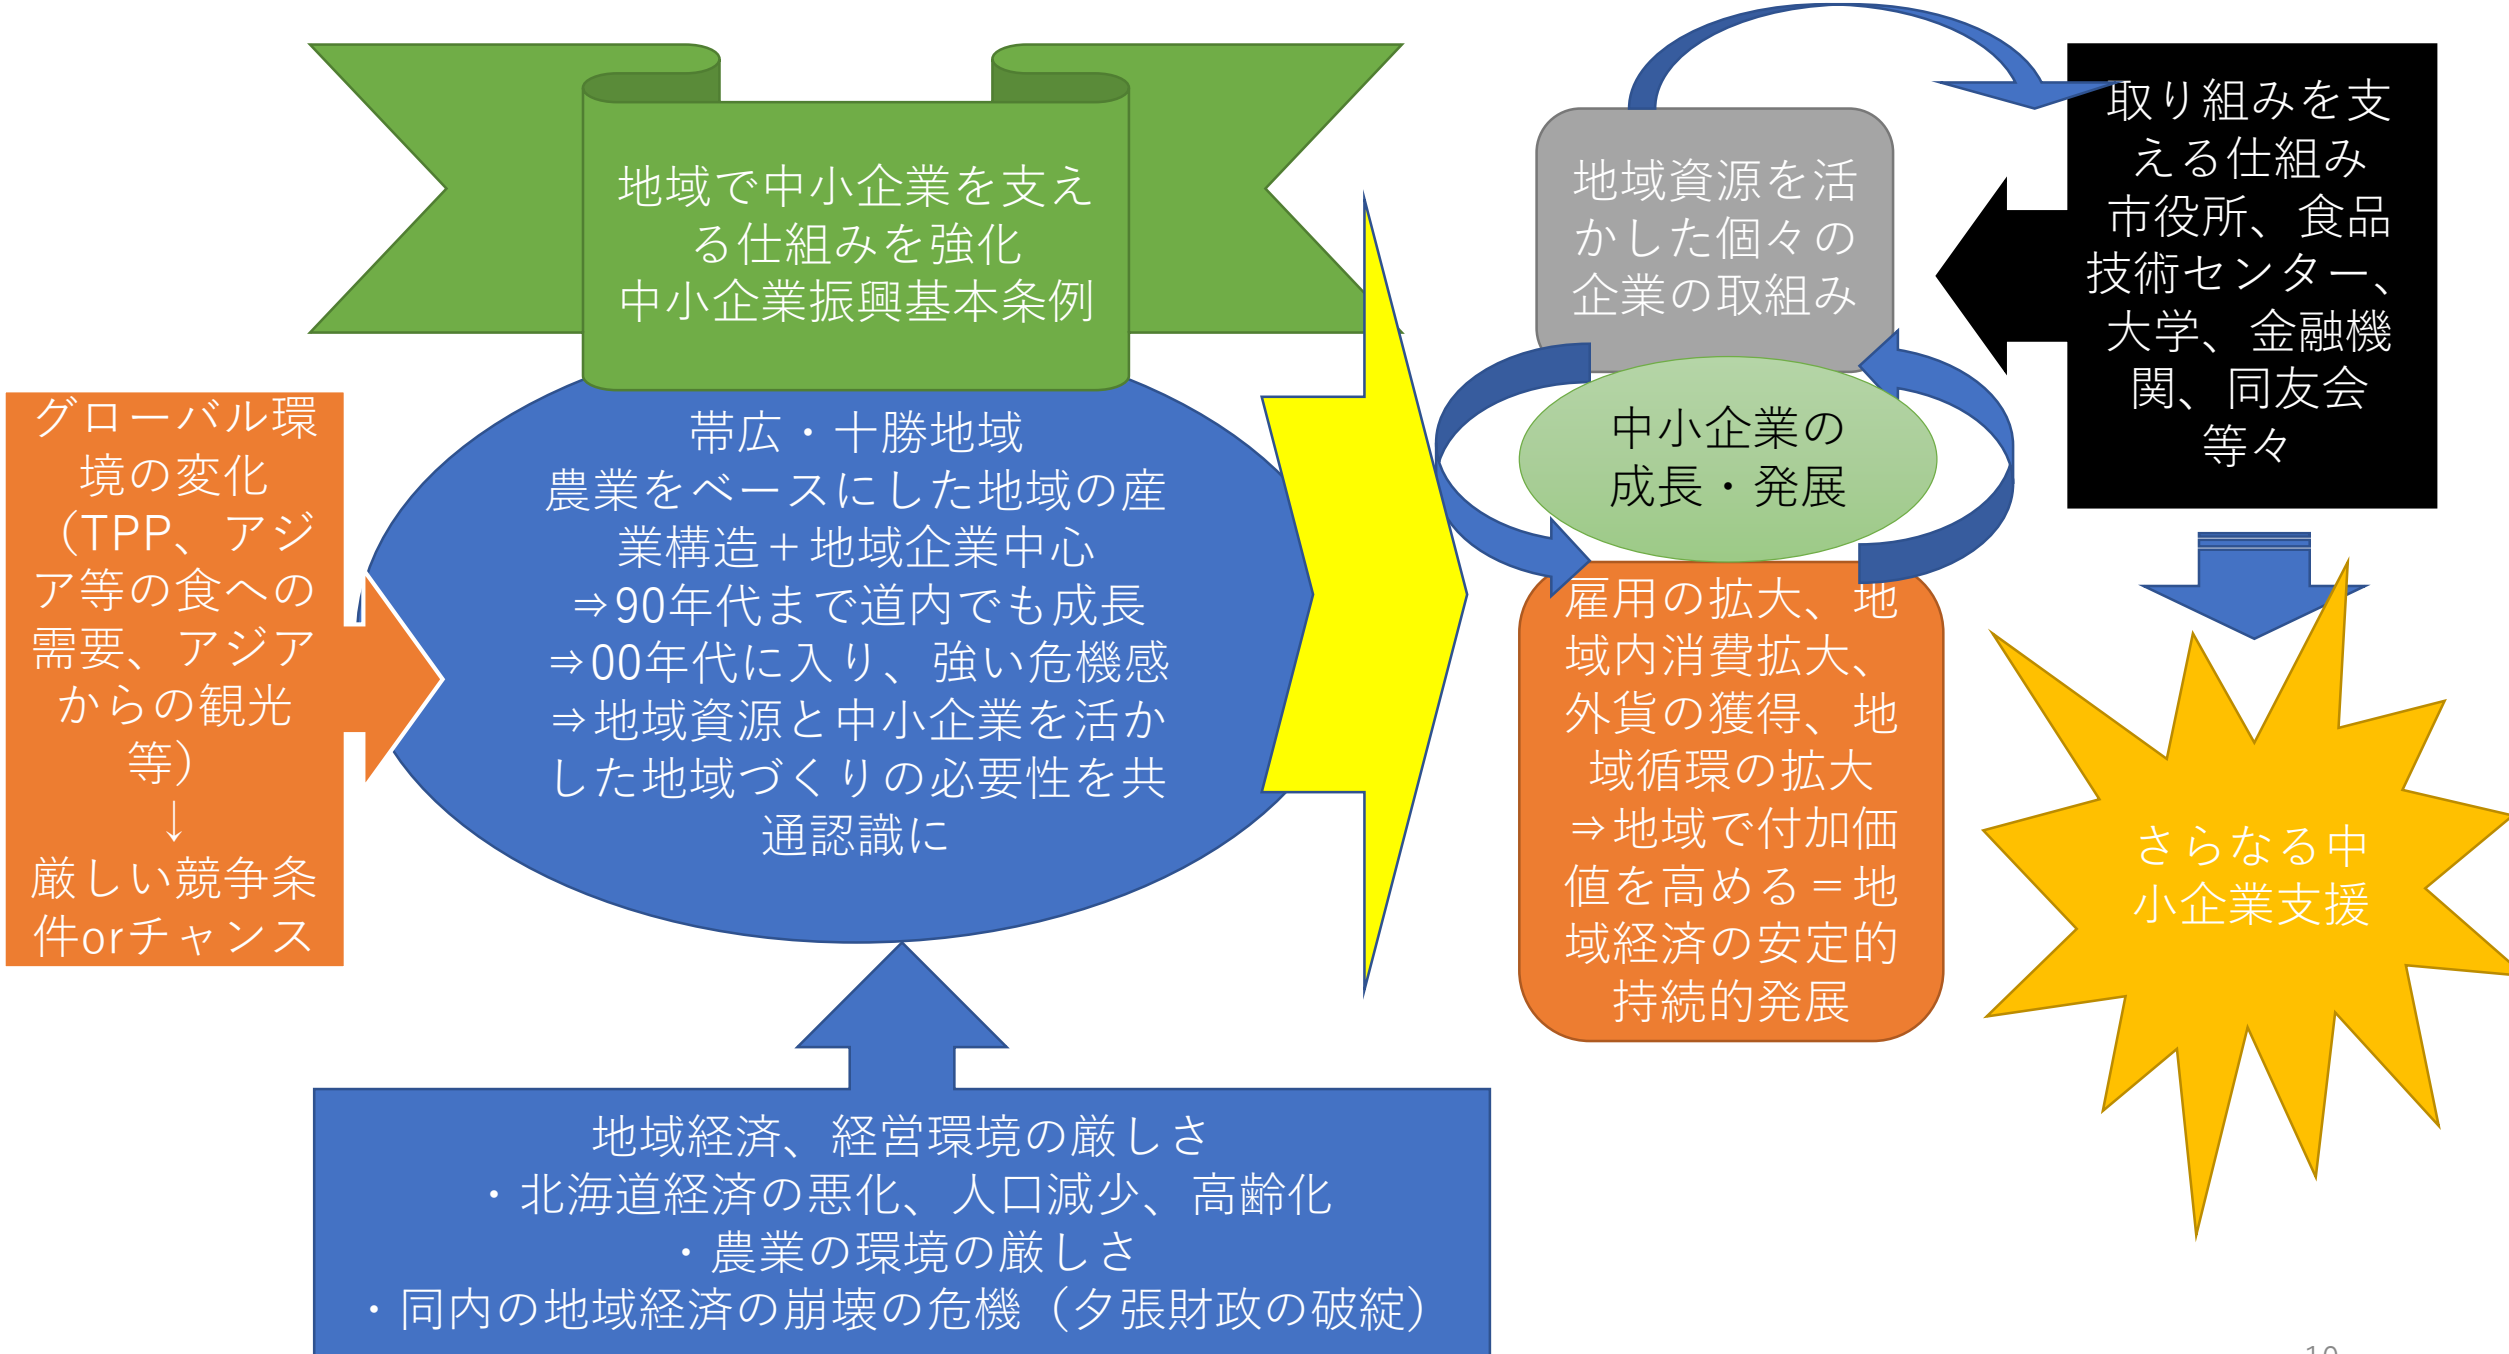 地域で中小企業を支え
る仕組みを強化
中小企業振興基本条例
グローバル環
境の変化
（TPP、アジ
ア等の食への
需要、アジア
からの観光
等）
↓
厳しい競争条
件orチャンス
帯広・十勝地域
農業をベースにした地域の産
業構造＋地域企業中心
⇒90年代まで道内でも成長
⇒00年代に入り、強い危機感
⇒地域資源と中小企業を活か
した地域づくりの必要性を共
通認識に
地域経済、経営環境の厳しさ
・北海道経済の悪化、人口減少、高齢化
・農業の環境の厳しさ
・同内の地域経済の崩壊の危機（夕張財政の破綻）
地域資源を活
かした個々の
企業の取組み
中小企業の
成長・発展
雇用の拡大、地
域内消費拡大、
外貨の獲得、地
域循環の拡大
⇒地域で付加価
値を高める＝地
域経済の安定的
持続的発展
取り組みを支
える仕組み
市役所、食品
技術センター、
大学、金融機
関、同友会
等々
さらなる中
小企業支援
10